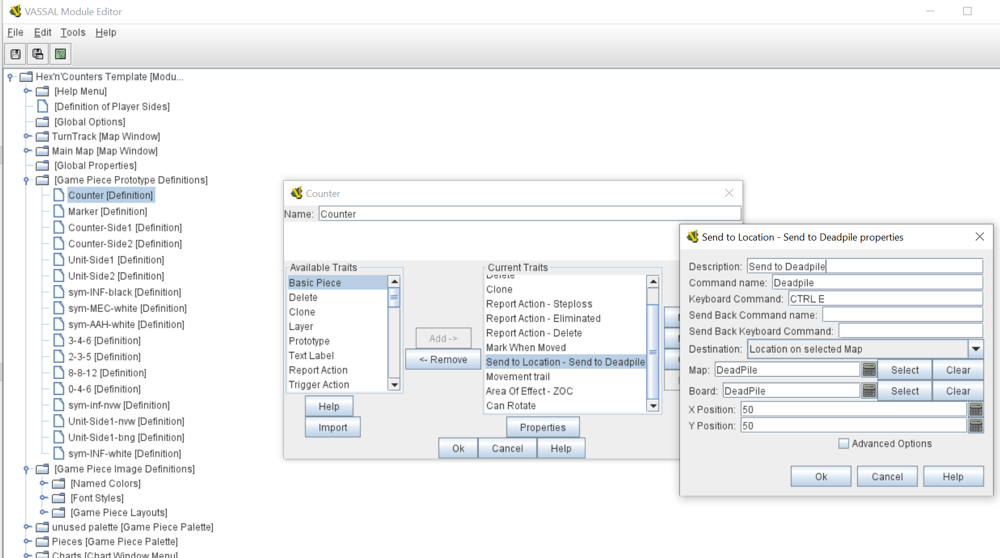 VASSAL Module Editor
File Edit Tools Help
Hex'n'Counters Template [Modu...
[Help Menu]
[Definition of Player Sides]
[Global Options]
TurnTrack [Map Window]
Main Map [Map Window]
[Global Properties]
[Game Piece Prototype Definitions]
Counter [Definition]
Marker [Definition]
Counter-Side1 [Definition]
Counter-Side2 [Definition]
Unit-Side1 [Definition]
Unit-Side2 [Definition]
sym-INF-black [Definition]
sym-MEC-white [Definition]
sym-AAH-white [Definition]
3-4-6 [Definition]
2-3-5 [Definition]
8-8-12 [Definition]
0-4-6 [Definition]
sym-inf-nvw [Definition]
Unit-Side1-nvw [Definition]
Unit-Side1-bng [Definition]
sym-INF-white [Definition]
[Game Piece Image Definitions]
[Named Colors]
[Font Styles]
[Game Piece Layouts]
unused palette [Game Piece Palette]
Pieces [Game Piece Palette]
Charts [Chart Window Menu]
Counter
Name: Counter
Available Traits
Basic Piece
Delete
Clone
Layer
Prototype
Text Label
Report Action
Trigger Action
Help
Import
Add ->
<- Remove
Current Traits
Delete
Clone
Report Action - Steploss
Report Action - Eliminated
Report Action - Delete
Mark When Moved
Send to Location - Send to Deadpile
Movement trail
Area Of Effect - ZOC
Can Rotate
Properties
Ok Cancel Help
Send to Location - Send to Deadpile properties
Description: Send to Deadpile
Command name: Deadpile
Keyboard Command: CTRL E
Send Back Command name:
Send Back Keyboard Command:
Destination: Location on selected Map
Map: DeadPile Select Clear
Board: DeadPile Select Clear
X Position: 50
Y Position: 50
Advanced Options
Ok Cancel Help